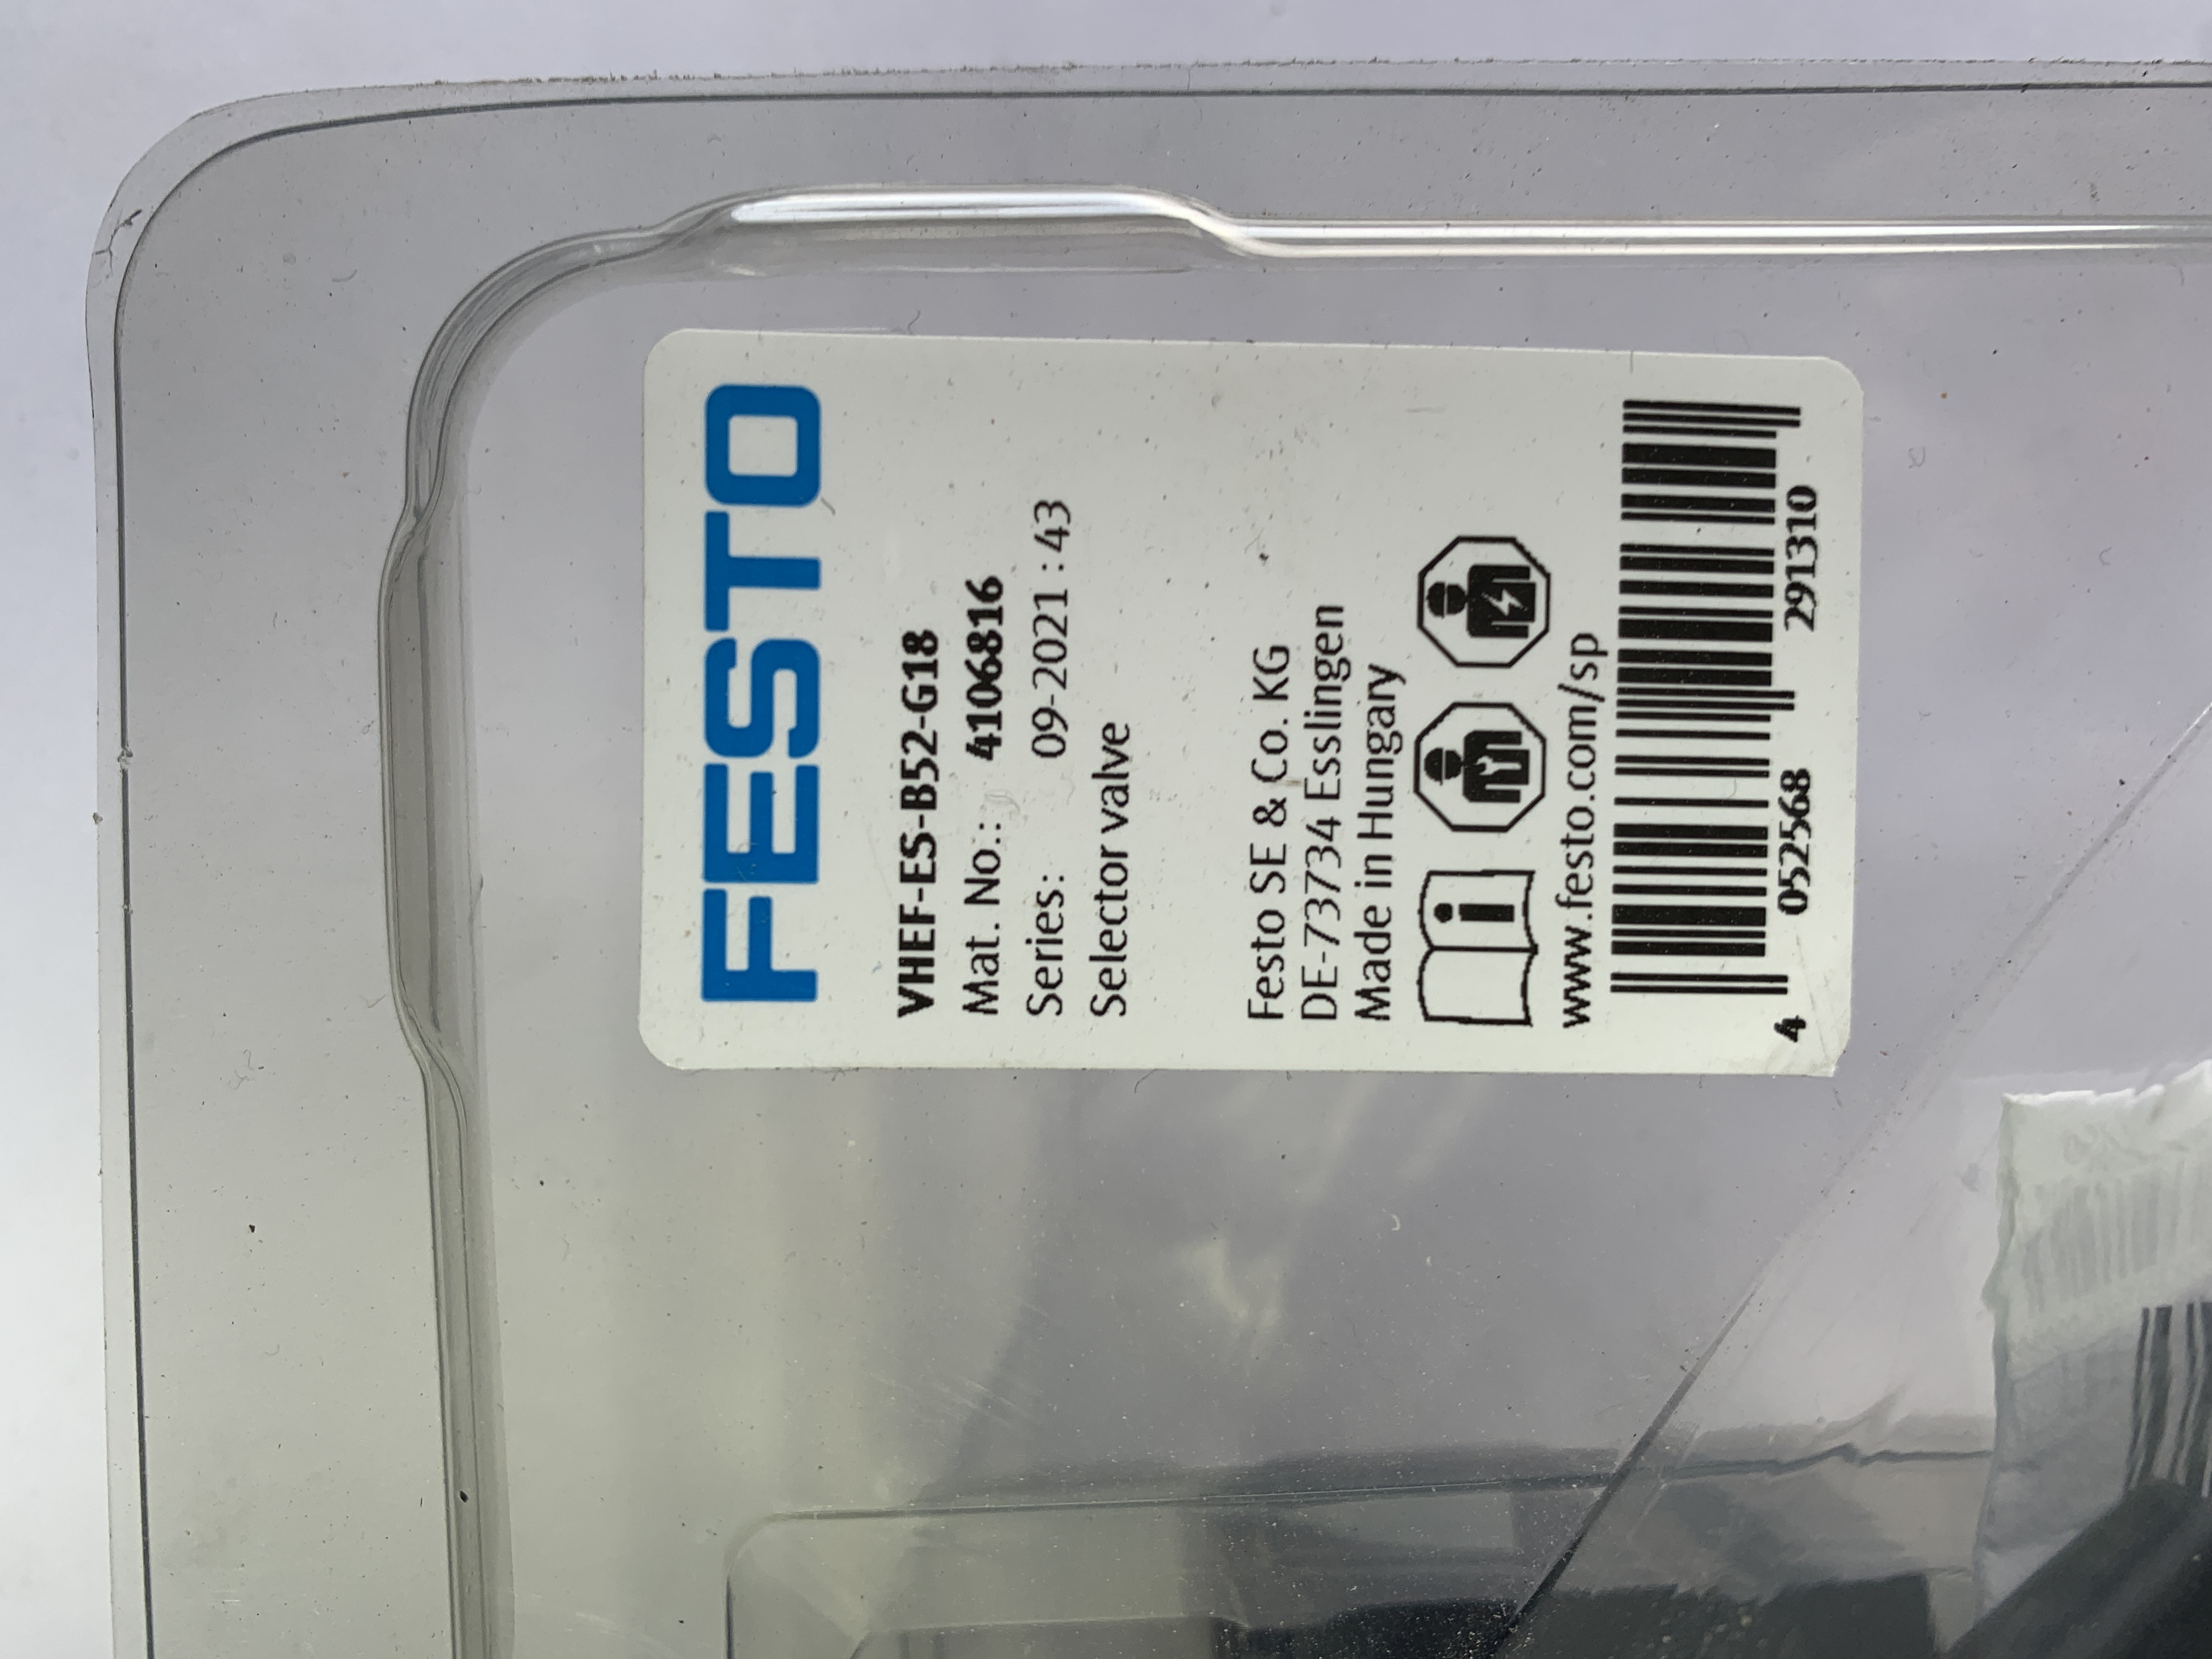 FESTO
VHEF-ES-B52-G18
Mat. No.: 4106816
Series: 09-2021 : 43
Selector valve
Festo SE & Co. KG
DE-73734 Esslingen
Made in Hungary
www.festo.com/sp
4 052568 291310